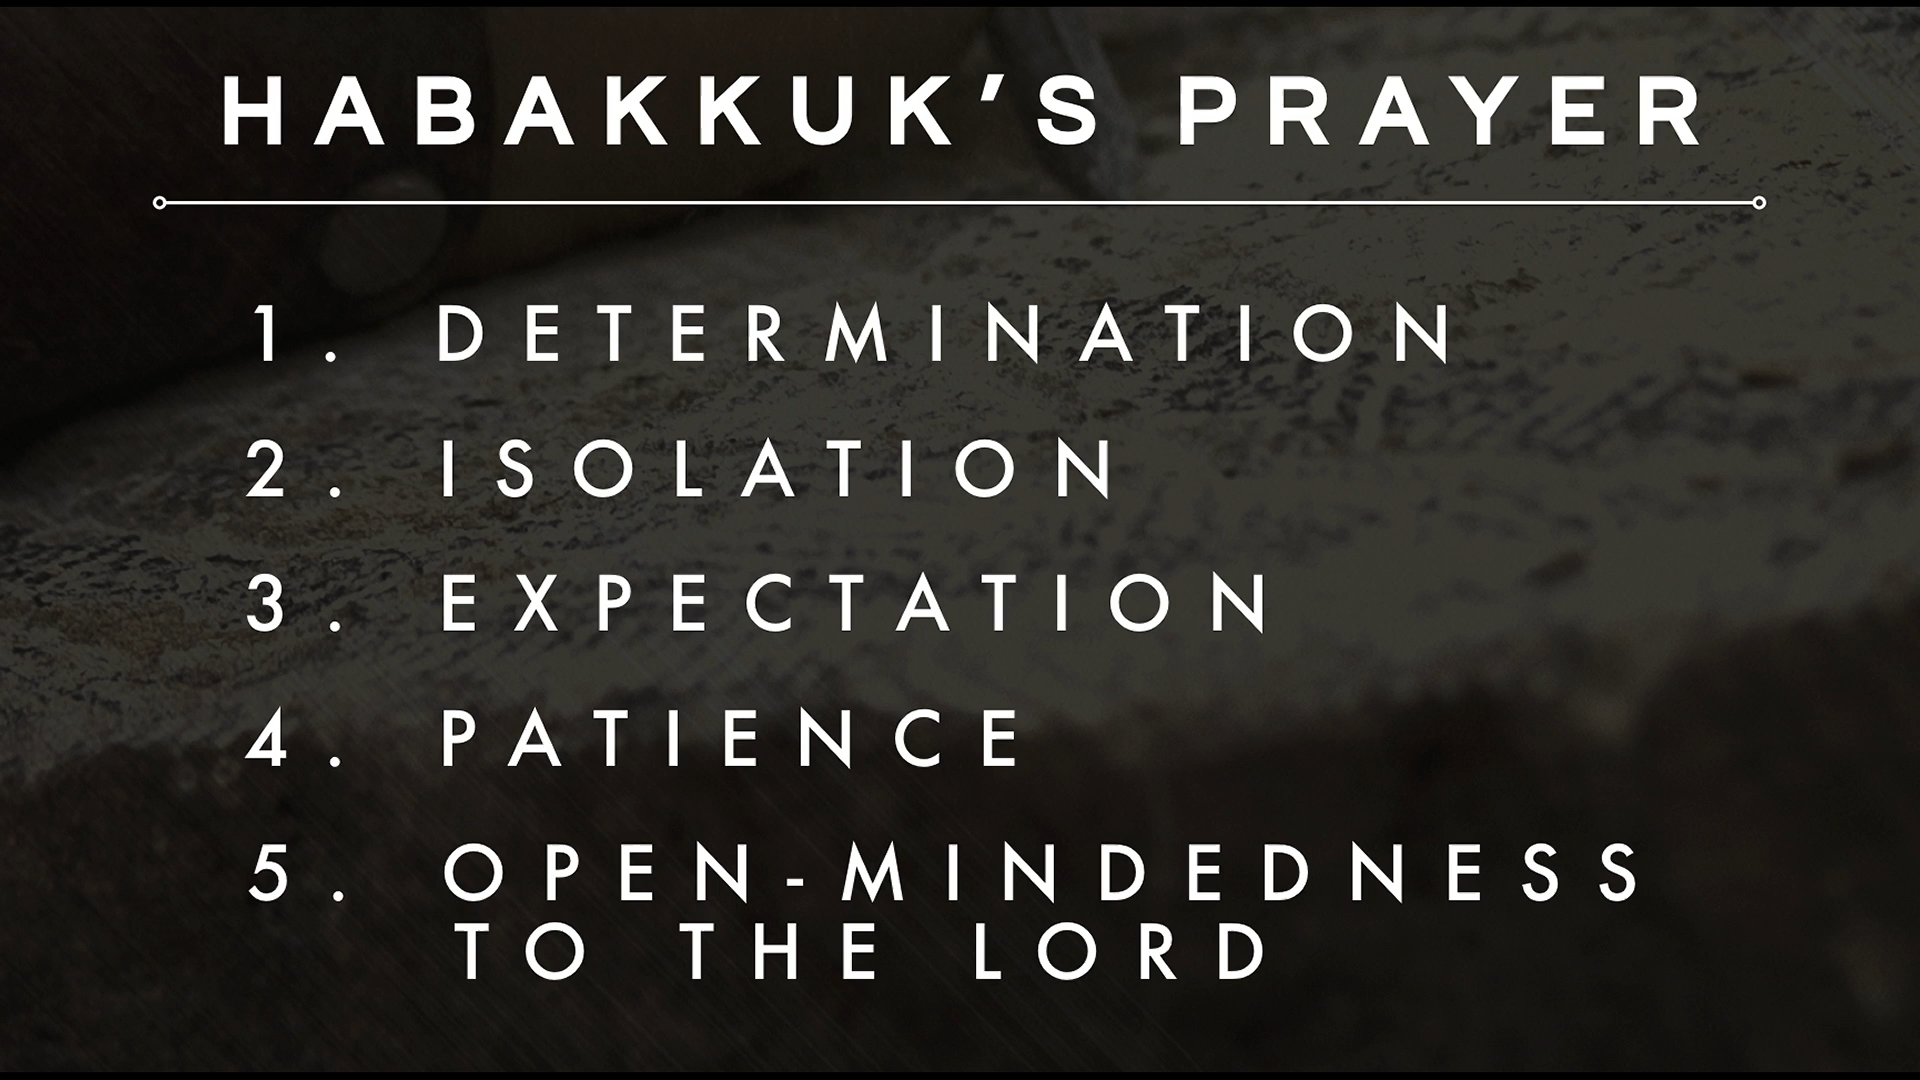 HABAKKUK'S PRAYER
1. DETERMINATION
2. ISOLATION
3. EXPECTATION
4. PATIENCE
5. OPEN-MINDEDNESS
TO THE LORD